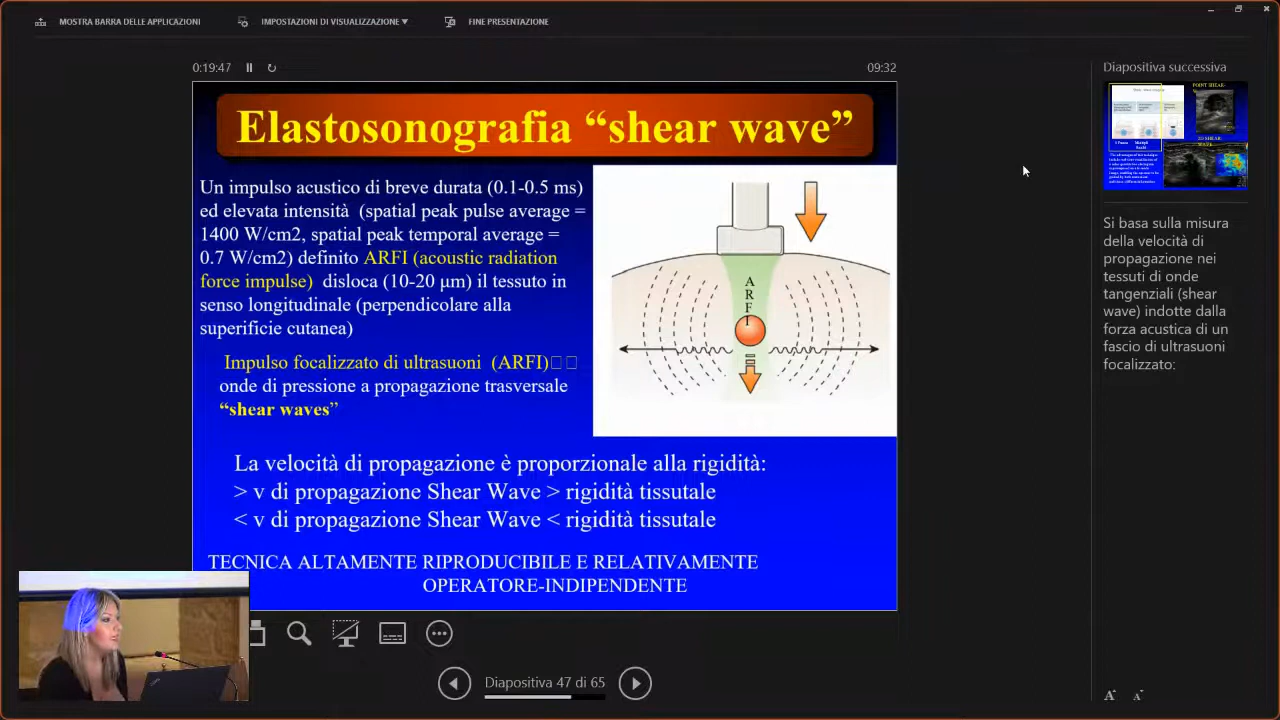 MOSTRA BARRA DELLE APPLICAZIONI
IMPOSTAZIONI DI VISUALIZZAZIONE ▼
FINE PRESENTAZIONE
0:19:47
09:32
Elastosonografia “shear wave”
Un impulso acustico di breve durata (0.1-0.5 ms)
ed elevata intensità (spatial peak pulse average =
1400 W/cm2, spatial peak temporal average =
0.7 W/cm2) definito ARFI (acoustic radiation
force impulse) disloca (10-20 μm) il tessuto in
senso longitudinale (perpendicolare alla
superificie cutanea)
Impulso focalizzato di ultrasuoni (ARFI)
onde di pressione a propagazione trasversale
“shear waves”
A
R
F
I
La velocità di propagazione è proporzionale alla rigidità:
> v di propagazione Shear Wave > rigidità tissutale
< v di propagazione Shear Wave < rigidità tissutale
TECNICA ALTAMENTE RIPRODUCIBILE E RELATIVAMENTE
OPERATORE-INDIPENDENTE
Diapositiva 47 di 65
Diapositiva successiva
POINT SHEAR-
Si basa sulla misura
della velocità di
propagazione nei
tessuti di onde
tangenziali (shear
wave) indotte dalla
forza acustica di un
fascio di ultrasuoni
focalizzato:
A
A